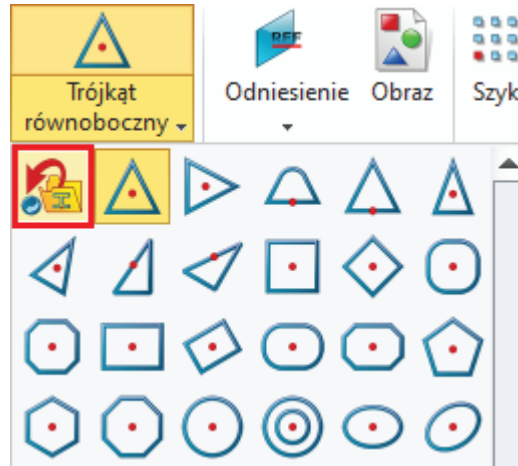 REF
Trójkąt
równoboczny
Odniesienie
Obraz
Szyk